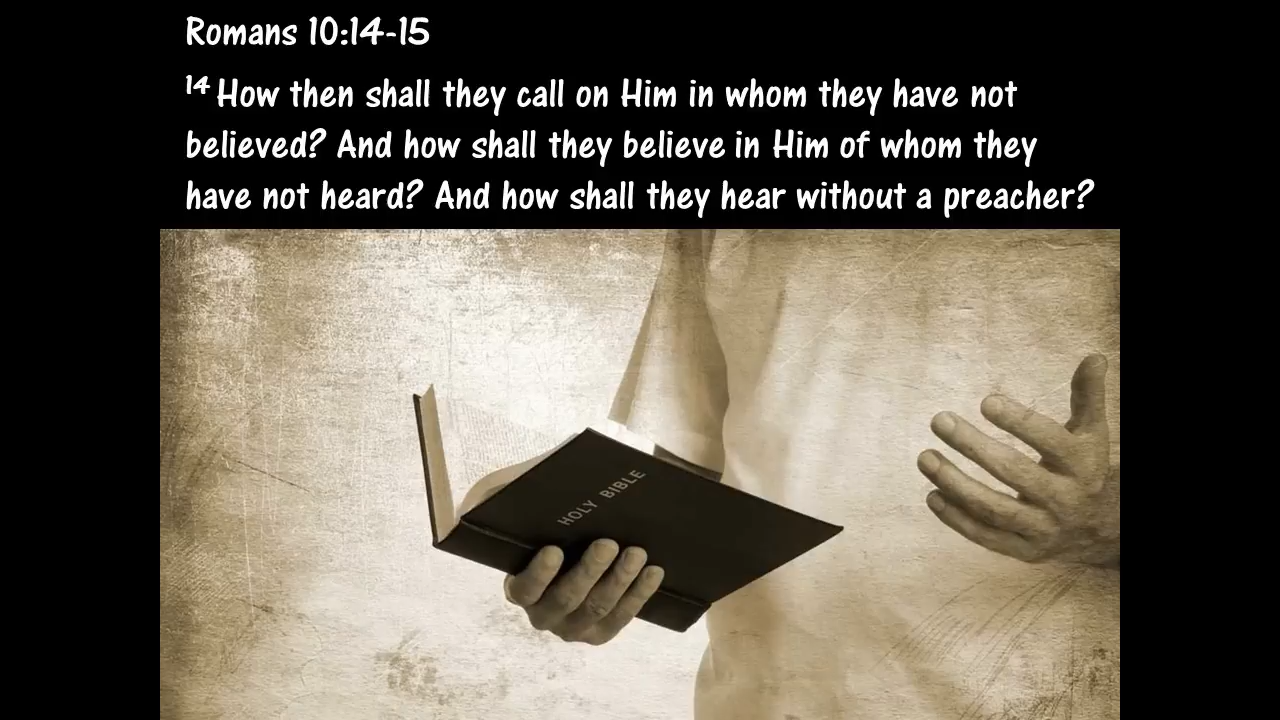 Romans 10:14-15
14 How then shall they call on Him in whom they have not
believed? And how shall they believe in Him of whom they
have not heard? And how shall they hear without a preacher?
HOLY BIBLE